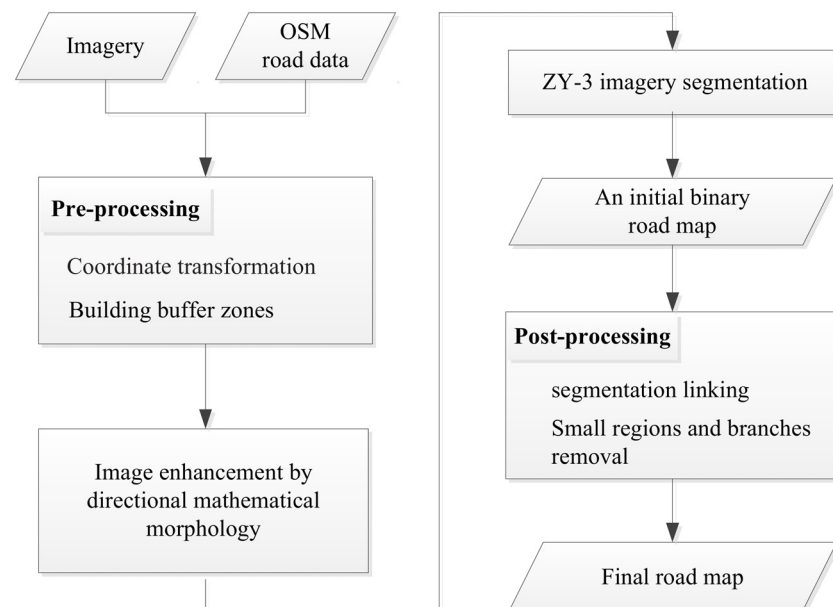 Imagery
OSM
road data
Pre-processing
Coordinate transformation
Building buffer zones
Image enhancement by
directional mathematical
morphology
ZY-3 imagery segmentation
An initial binary
road map
Post-processing
segmentation linking
Small regions and branches
removal
Final road map